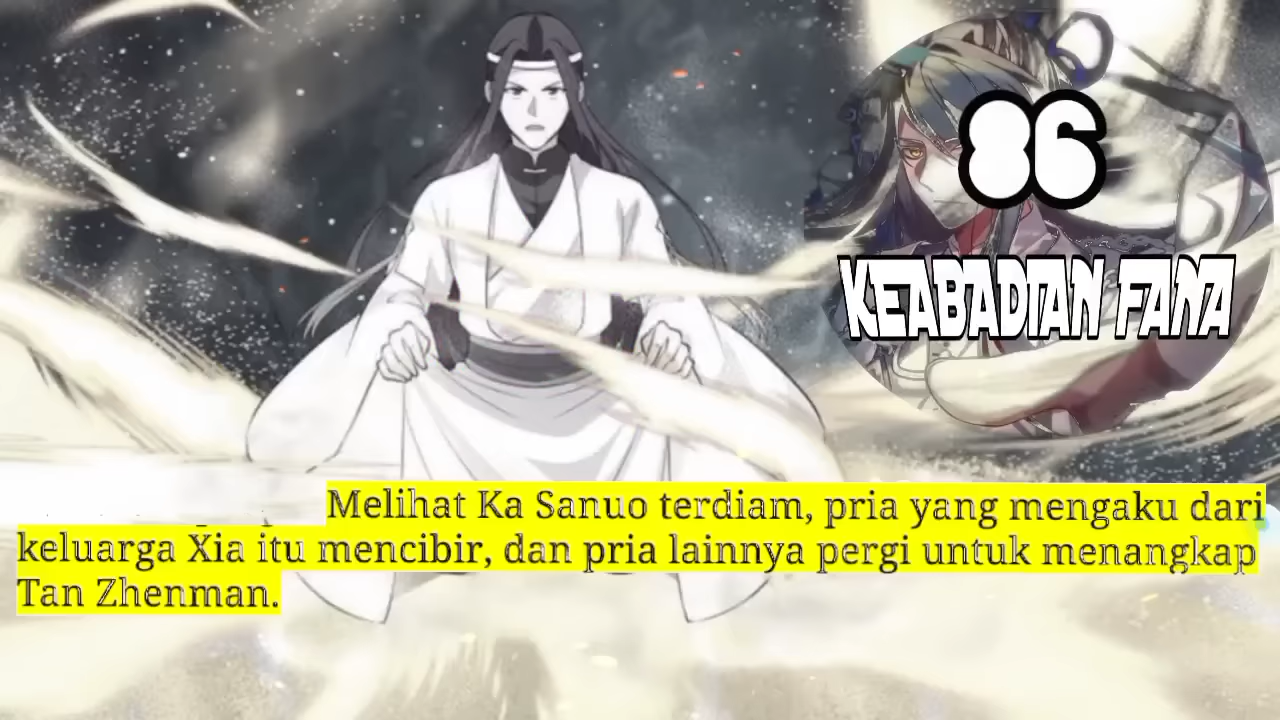 86
KEABADIAN FANA
Melihat Ka Sanuo terdiam, pria yang mengaku dari
keluarga Xia itu mencibir, dan pria lainnya pergi untuk menangkap
Tan Zhenman.